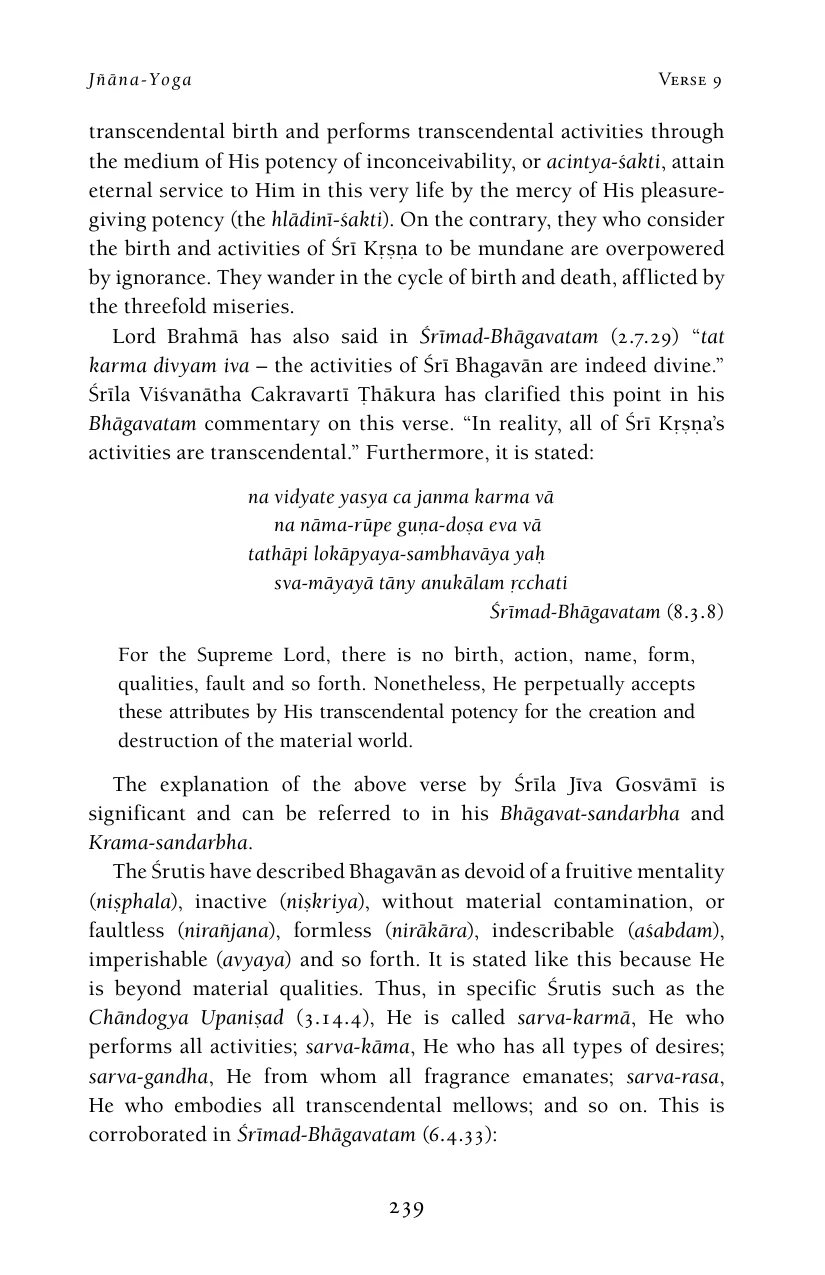 Jñāna-Yoga Verse 9
transcendental birth and performs transcendental activities through
the medium of His potency of inconceivability, or acintya-śakti, attain
eternal service to Him in this very life by the mercy of His pleasure-
giving potency (the hlādinī-śakti). On the contrary, they who consider
the birth and activities of Śrī Kṛṣṇa to be mundane are overpowered
by ignorance. They wander in the cycle of birth and death, afflicted by
the threefold miseries.
Lord Brahmā has also said in Śrīmad-Bhāgavatam (2.7.29) “tat
karma divyam iva – the activities of Śrī Bhagavān are indeed divine.”
Śrīla Viśvanātha Cakravartī Ṭhākura has clarified this point in his
Bhāgavatam commentary on this verse. “In reality, all of Śrī Kṛṣṇa’s
activities are transcendental.” Furthermore, it is stated:
na vidyate yasya ca janma karma vā
na nāma-rūpe guṇa-doṣa eva vā
tathāpi lokāpyaya-sambhavāya yaḥ
sva-māyayā tāny anukālam ṛcchati
Śrīmad-Bhāgavatam (8.3.8)
For the Supreme Lord, there is no birth, action, name, form,
qualities, fault and so forth. Nonetheless, He perpetually accepts
these attributes by His transcendental potency for the creation and
destruction of the material world.
The explanation of the above verse by Śrīla Jīva Gosvāmī is
significant and can be referred to in his Bhāgavat-sandarbha and
Krama-sandarbha.
The Śrutis have described Bhagavān as devoid of a fruitive mentality
(niṣphala), inactive (niṣkriya), without material contamination, or
faultless (nirañjana), formless (nirākāra), indescribable (aśabdam),
imperishable (avyaya) and so forth. It is stated like this because He
is beyond material qualities. Thus, in specific Śrutis such as the
Chāndogya Upaniṣad (3.14.4), He is called sarva-karmā, He who
performs all activities; sarva-kāma, He who has all types of desires;
sarva-gandha, He from whom all fragrance emanates; sarva-rasa,
He who embodies all transcendental mellows; and so on. This is
corroborated in Śrīmad-Bhāgavatam (6.4.33):
239